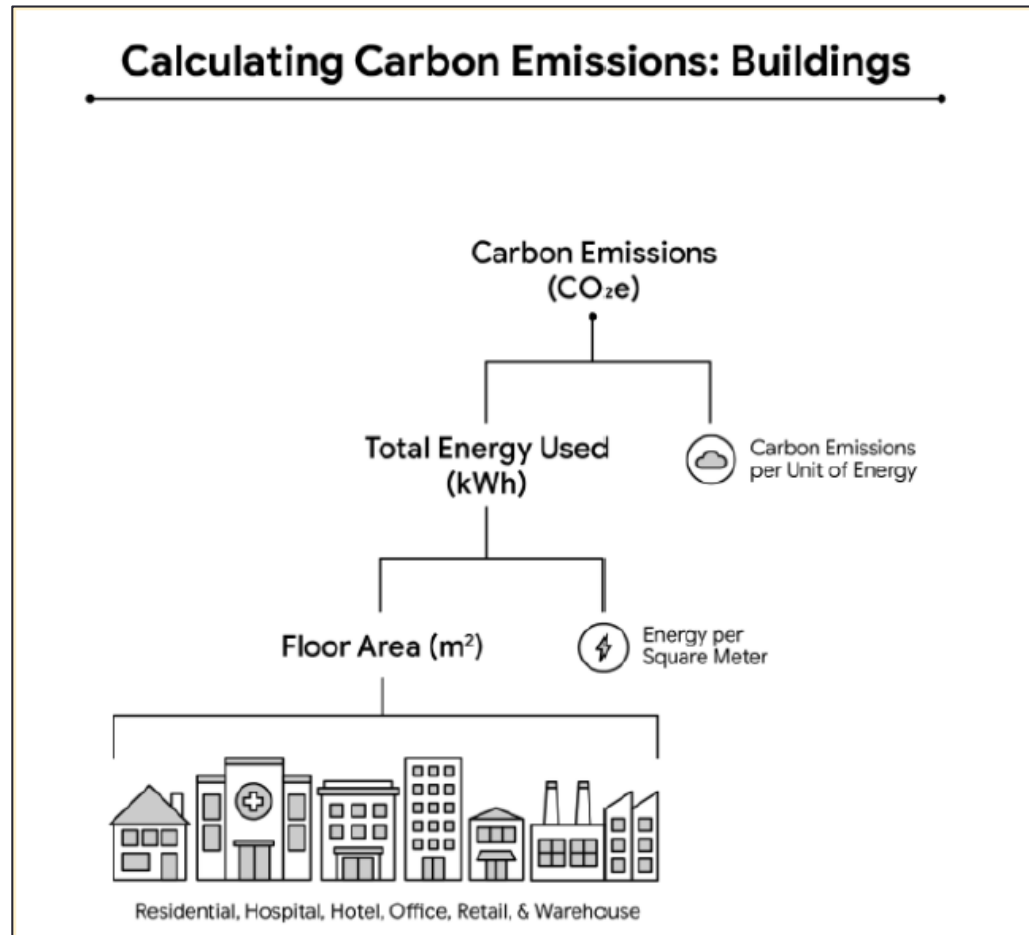 Calculating Carbon Emissions: Buildings
Carbon Emissions
(CO₂e)
Total Energy Used
(kWh)
Carbon Emissions
per Unit of Energy
Floor Area (m²)
Energy per
Square Meter
Residential, Hospital, Hotel, Office, Retail, & Warehouse